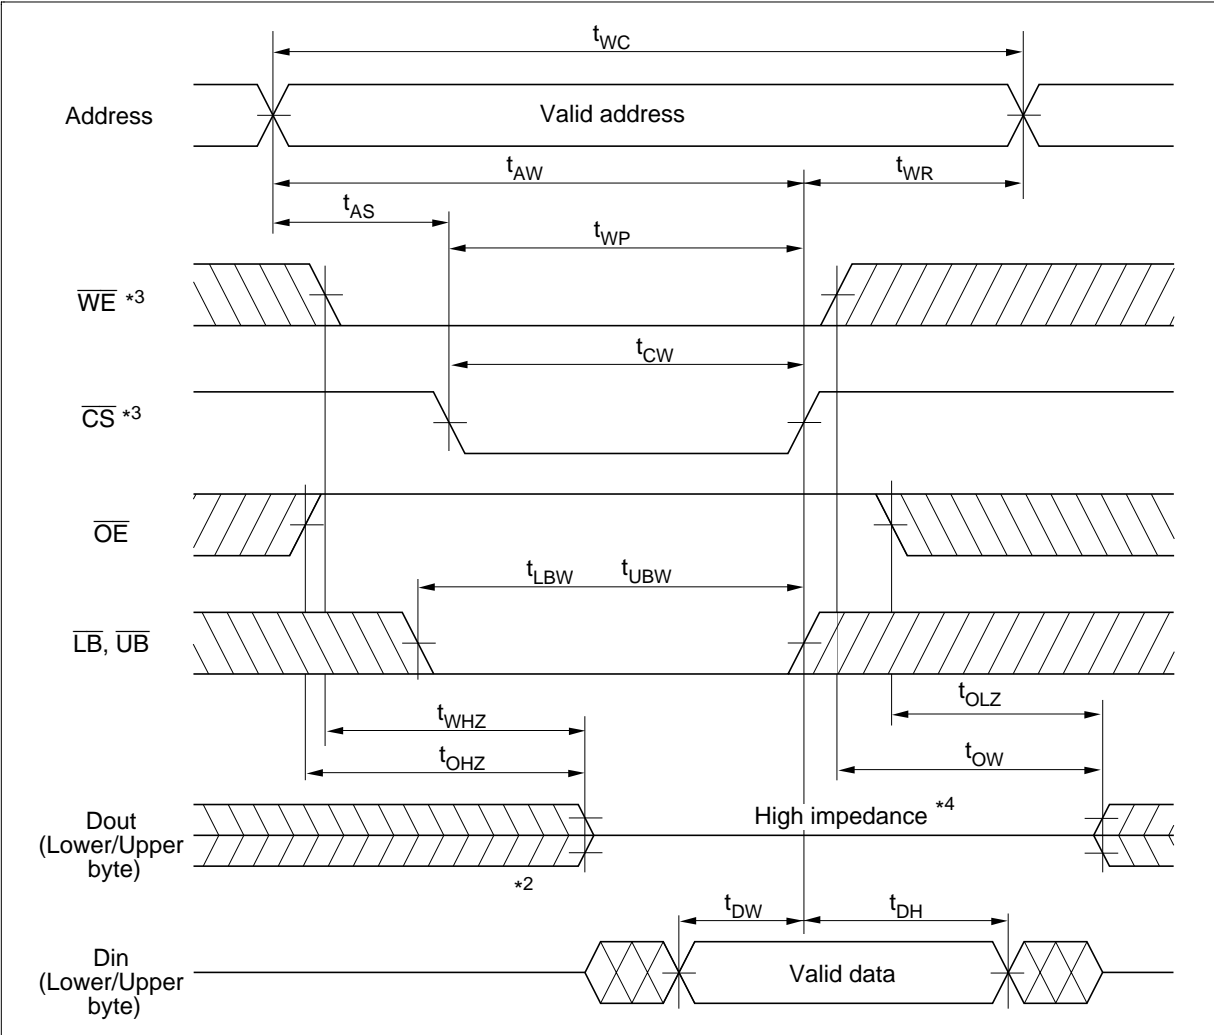 tWC
Address
Valid address
tAW
tWR
tAS
tWP
WE *3
tCW
CS *3
OE
tLBW tUBW
LB, UB
tOLZ
tWHZ
tOW
tOHZ
High impedance *4
Dout
(Lower/Upper
byte)
*2
tDW
tDH
Din
(Lower/Upper
byte)
Valid data